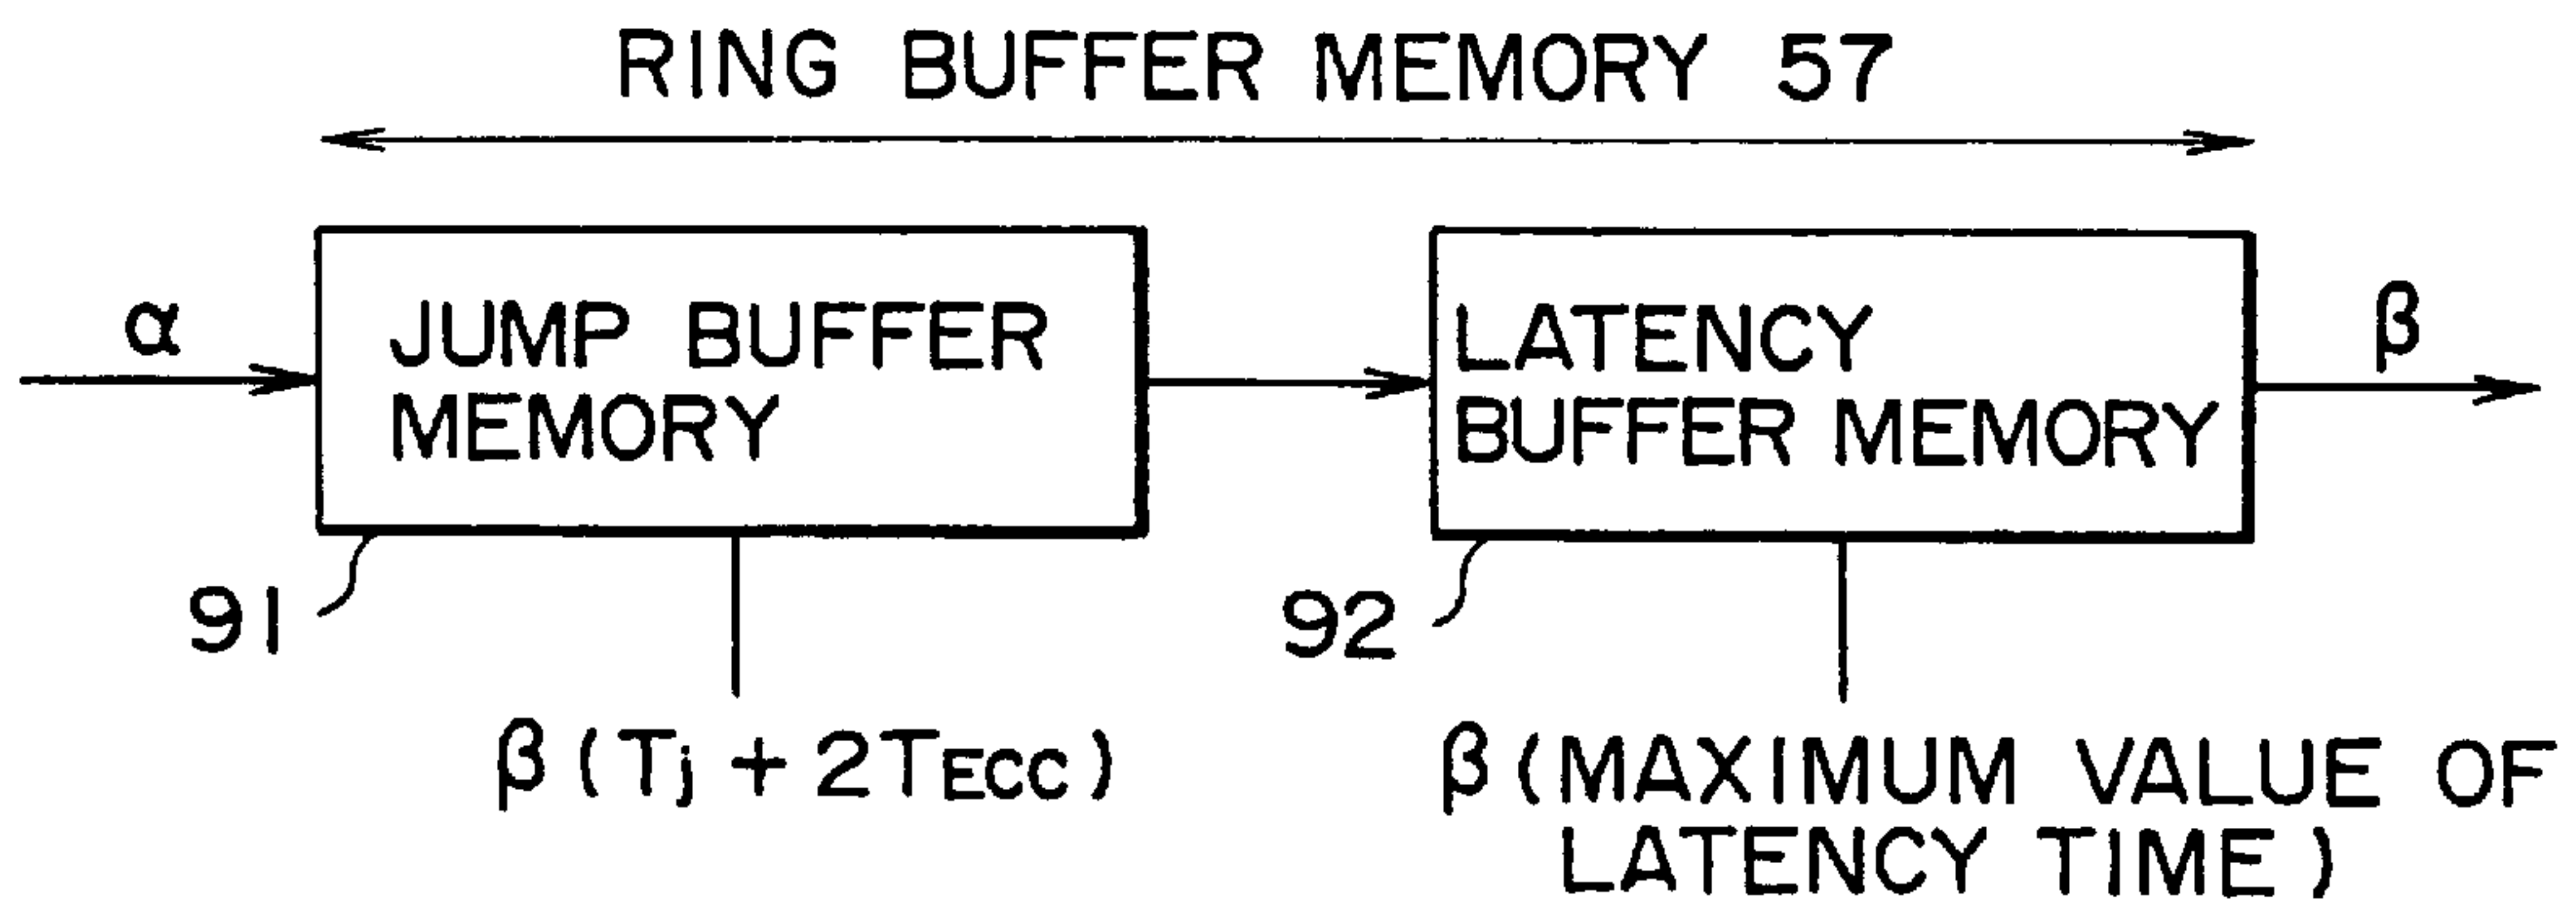 RING BUFFER MEMORY 57
α
JUMP BUFFER
MEMORY
LATENCY
BUFFER MEMORY
β
91
92
β (Tj + 2TECC)
β (MAXIMUM VALUE OF
LATENCY TIME)